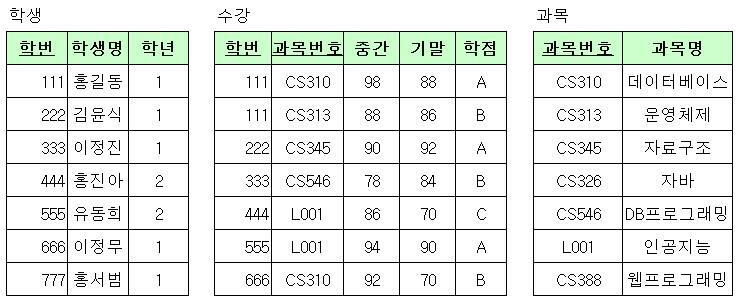 학생
학번 학생명 학년
111 홍길동 1
222 김윤식 1
333 이정진 1
444 홍진아 2
555 유동희 2
666 이정무 1
777 홍서범 1
수강
학번 과목번호 중간 기말 학점
111 CS310 98 88 A
111 CS313 88 86 B
222 CS345 90 92 A
333 CS546 78 84 B
444 L001 86 70 C
555 L001 94 90 A
666 CS310 92 70 B
과목
과목번호 과목명
CS310 데이터베이스
CS313 운영체제
CS345 자료구조
CS326 자바
CS546 DB프로그래밍
L001 인공지능
CS388 웹프로그래밍